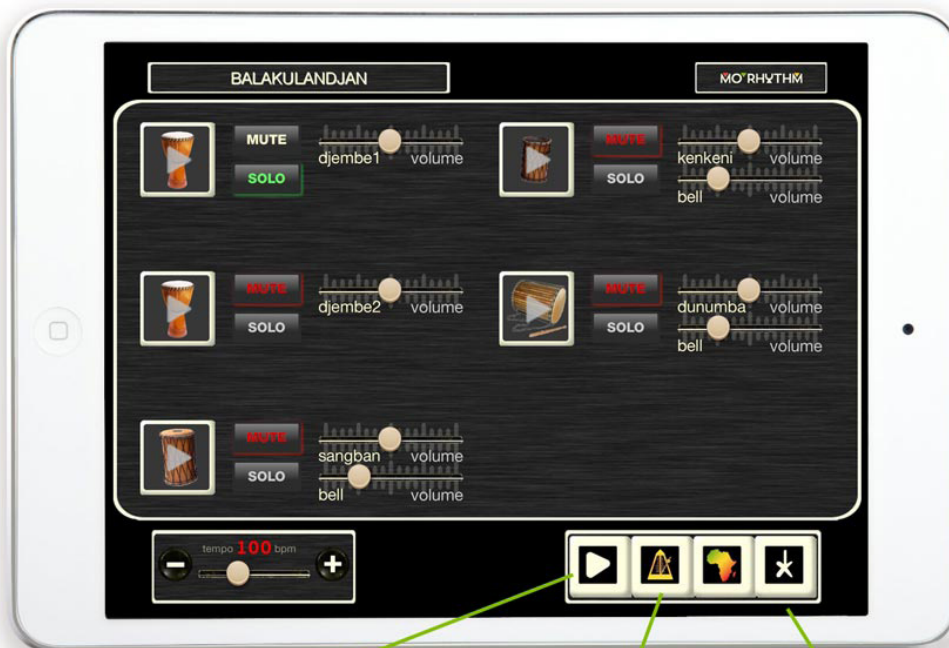 BALAKULANDJAN
MO'RHYTHM
MUTE
djembe1 volume
SOLO
MUTE
kenkeni volume
SOLO
bell volume
MUTE
djembe2 volume
SOLO
MUTE
dunumba volume
SOLO
bell volume
MUTE
sangban volume
SOLO
bell volume
tempo 100 bpm